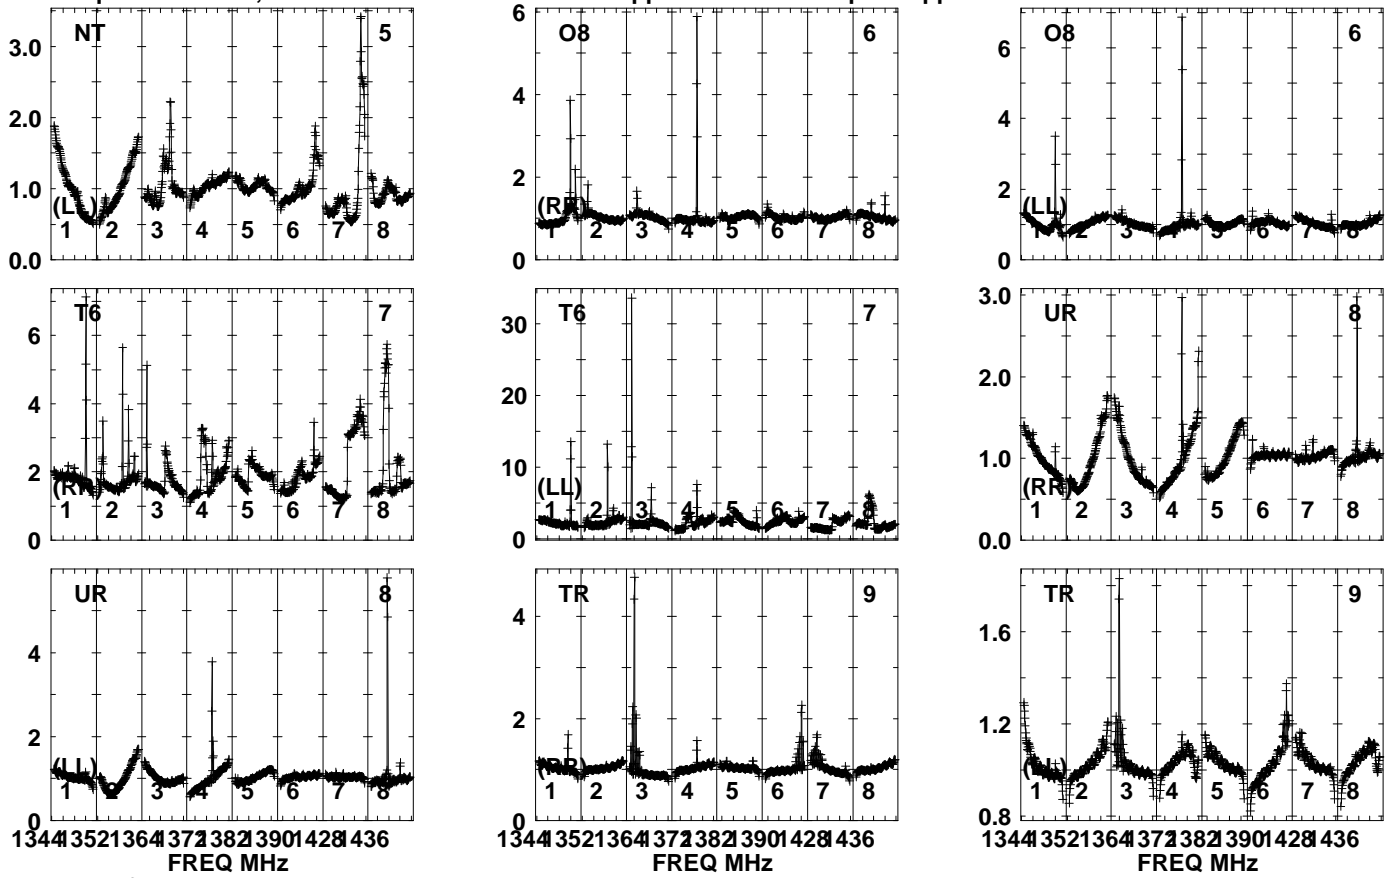 NT 5 O8 6 O8 6
3.0 6 6
2.0 4 4
1.0 2 2
(LL) (RR) (LL)
1 2 3 4 5 6 7 8 1 2 3 4 5 6 7 8 1 2 3 4 5 6 7 8
0.0 0 0
T6 7 T6 7 UR 8
6 30 3.0
4 20 2.0
2 10 1.0
(RR) (LL) (RR)
1 2 3 4 5 6 7 8 1 2 3 4 5 6 7 8 1 2 3 4 5 6 7 8
0 0 0.0
UR 8 TR 9 TR 9
4 4 1.6
2 2 1.2
(LL) (RR) (LL)
1 2 3 4 5 6 7 8 1 2 3 4 5 6 7 8 1 2 3 4 5 6 7 8
0 0 0.8
1344 1352 1364 1372 1382 1390 1428 1436 1344 1352 1364 1372 1382 1390 1428 1436 1344 1352 1364 1372 1382 1390 1428 1436
FREQ MHz FREQ MHz FREQ MHz